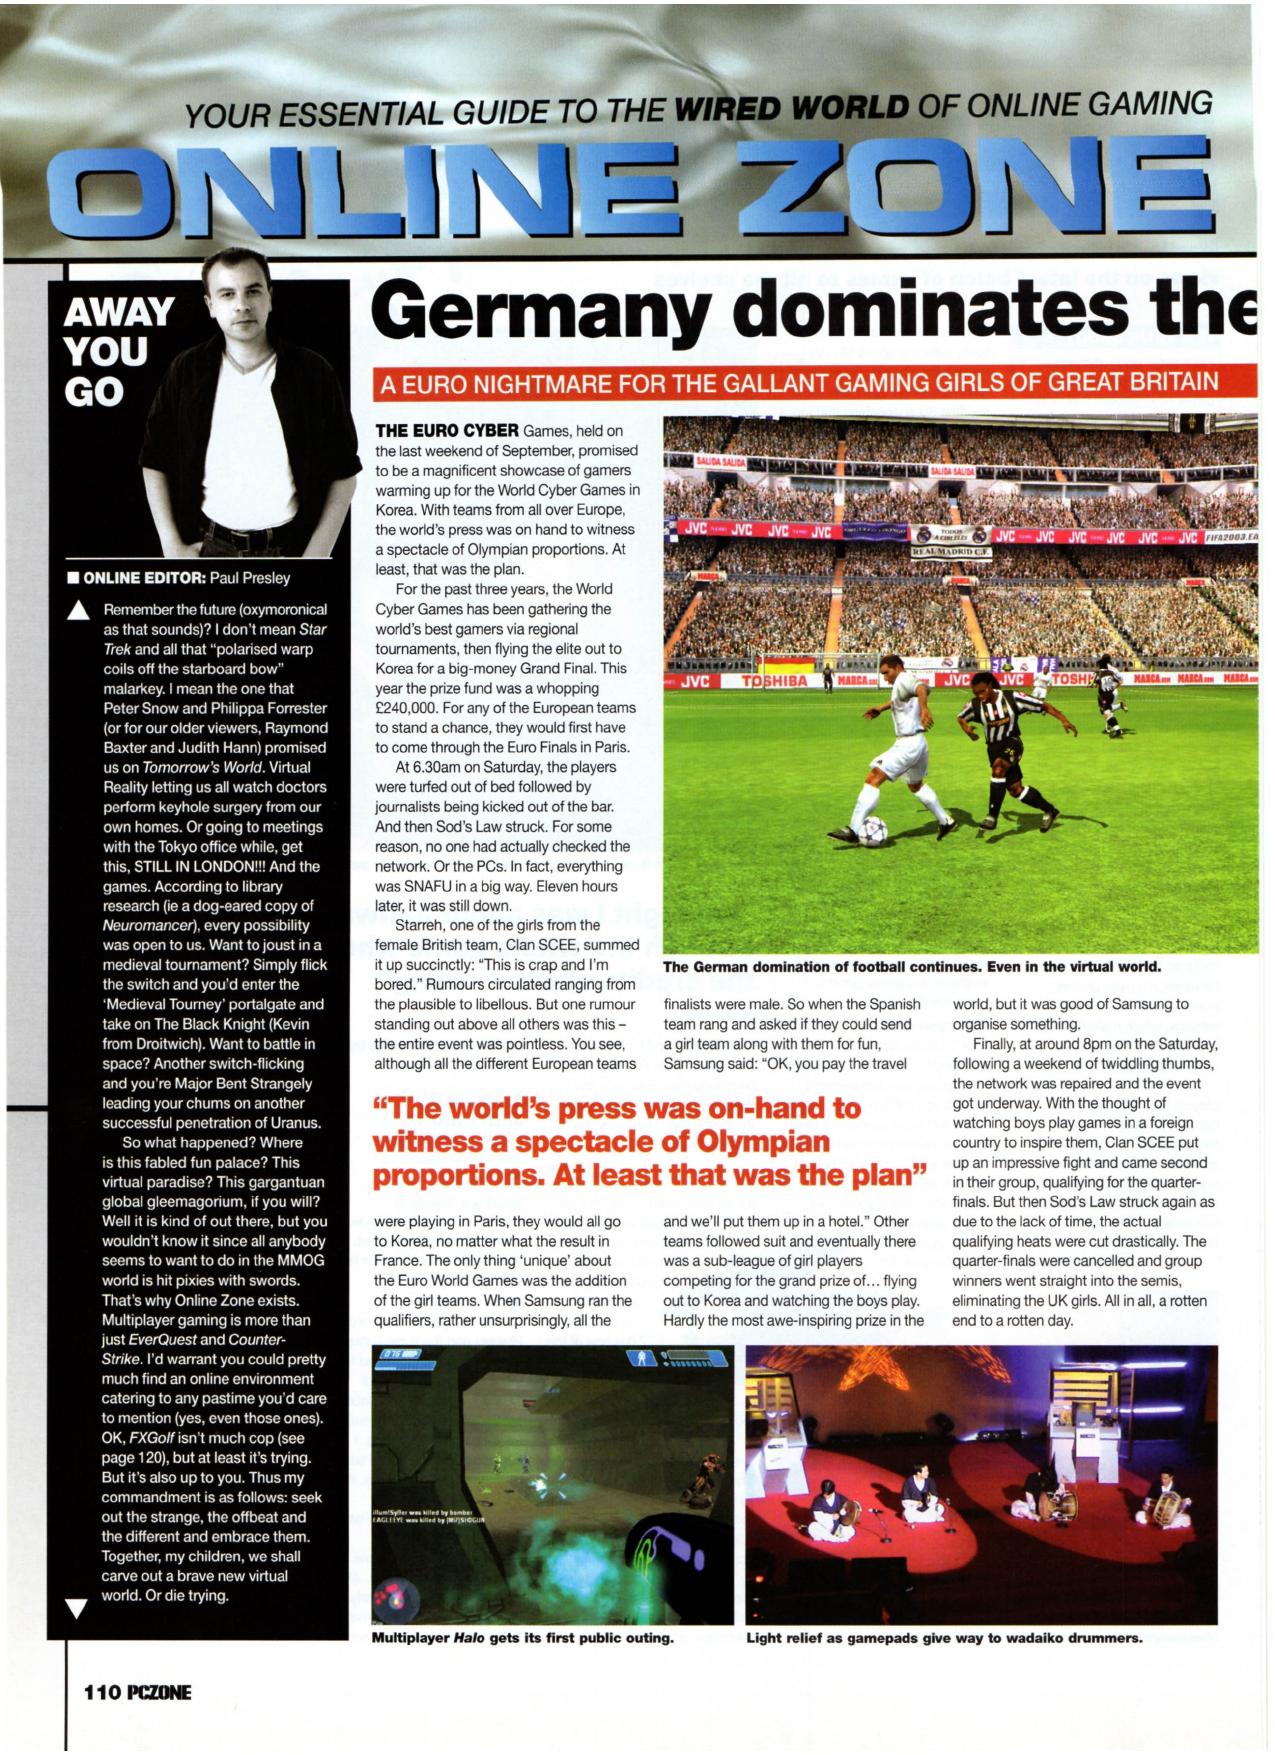 YOUR ESSENTIAL GUIDE TO THE WIRED WORLD OF ONLINE GAMING
ONLINE ZONE
AWAY
YOU
GO
■ ONLINE EDITOR: Paul Presley
Remember the future (oxymoronical
as that sounds)? I don't mean Star
Trek and all that "polarised warp
coils off the starboard bow"
malarkey. I mean the one that
Peter Snow and Philippa Forrester
(or for our older viewers, Raymond
Baxter and Judith Hann) promised
us on Tomorrow's World. Virtual
Reality letting us all watch doctors
perform keyhole surgery from our
own homes. Or going to meetings
with the Tokyo office while, get
this, STILL IN LONDON!!! And the
games. According to library
research (ie a dog-eared copy of
Neuromancer), every possibility
was open to us. Want to joust in a
medieval tournament? Simply flick
the switch and you'd enter the
'Medieval Tourney' portalgate and
take on The Black Knight (Kevin
from Droitwich). Want to battle in
space? Another switch-flicking
and you're Major Bent Strangely
leading your chums on another
successful penetration of Uranus.
So what happened? Where
is this fabled fun palace? This
virtual paradise? This gargantuan
global gleemagorium, if you will?
Well it is kind of out there, but you
wouldn't know it since all anybody
seems to want to do in the MMOG
world is hit pixies with swords.
That's why Online Zone exists.
Multiplayer gaming is more than
just EverQuest and Counter-
Strike. I'd warrant you could pretty
much find an online environment
catering to any pastime you'd care
to mention (yes, even those ones).
OK, FXGolf isn't much cop (see
page 120), but at least it's trying.
But it's also up to you. Thus my
commandment is as follows: seek
out the strange, the offbeat and
the different and embrace them.
Together, my children, we shall
carve out a brave new virtual
world. Or die trying.
Germany dominates the
A EURO NIGHTMARE FOR THE GALLANT GAMING GIRLS OF GREAT BRITAIN
THE EURO CYBER Games, held on
the last weekend of September, promised
to be a magnificent showcase of gamers
warming up for the World Cyber Games in
Korea. With teams from all over Europe,
the world's press was on hand to witness
a spectacle of Olympian proportions. At
least, that was the plan.
For the past three years, the World
Cyber Games has been gathering the
world's best gamers via regional
tournaments, then flying the elite out to
Korea for a big-money Grand Final. This
year the prize fund was a whopping
£240,000. For any of the European teams
to stand a chance, they would first have
to come through the Euro Finals in Paris.
At 6.30am on Saturday, the players
were turfed out of bed followed by
journalists being kicked out of the bar.
And then Sod's Law struck. For some
reason, no one had actually checked the
network. Or the PCs. In fact, everything
was SNAFU in a big way. Eleven hours
later, it was still down.
Starreh, one of the girls from the
female British team, Clan SCEE, summed
it up succinctly: "This is crap and I'm
bored." Rumours circulated ranging from
the plausible to libellous. But one rumour
standing out above all others was this –
the entire event was pointless. You see,
although all the different European teams
were playing in Paris, they would all go
to Korea, no matter what the result in
France. The only thing 'unique' about
the Euro World Games was the addition
of the girl teams. When Samsung ran the
qualifiers, rather unsurprisingly, all the
SALIDA SALIDA
SALIDA SALIDA
JVC
JVC JVC JVC
TODOS
A CIBELES
REAL MADRID C.F.
JVC JVC JVC JVC
FIFA2003.EA
MARCA
MARCA
MARCA
JVC TOSHIBA MARCA.com JVC JVC TOSHI MARCA.com MARCA.com MARCA
The German domination of football continues. Even in the virtual world.
finalists were male. So when the Spanish
team rang and asked if they could send
a girl team along with them for fun,
Samsung said: "OK, you pay the travel
and we'll put them up in a hotel." Other
teams followed suit and eventually there
was a sub-league of girl players
competing for the grand prize of... flying
out to Korea and watching the boys play.
Hardly the most awe-inspiring prize in the
world, but it was good of Samsung to
organise something.
Finally, at around 8pm on the Saturday,
following a weekend of twiddling thumbs,
the network was repaired and the event
got underway. With the thought of
watching boys play games in a foreign
country to inspire them, Clan SCEE put
up an impressive fight and came second
in their group, qualifying for the quarter-
finals. But then Sod's Law struck again as
due to the lack of time, the actual
qualifying heats were cut drastically. The
quarter-finals were cancelled and group
winners went straight into the semis,
eliminating the UK girls. All in all, a rotten
end to a rotten day.
"The world's press was on-hand to
witness a spectacle of Olympian
proportions. At least that was the plan"
was killed by bomber
EAGLEEYE was killed by [MU]SHOGUN
Multiplayer Halo gets its first public outing.
Light relief as gamepads give way to wadaiko drummers.
110 PCZONE